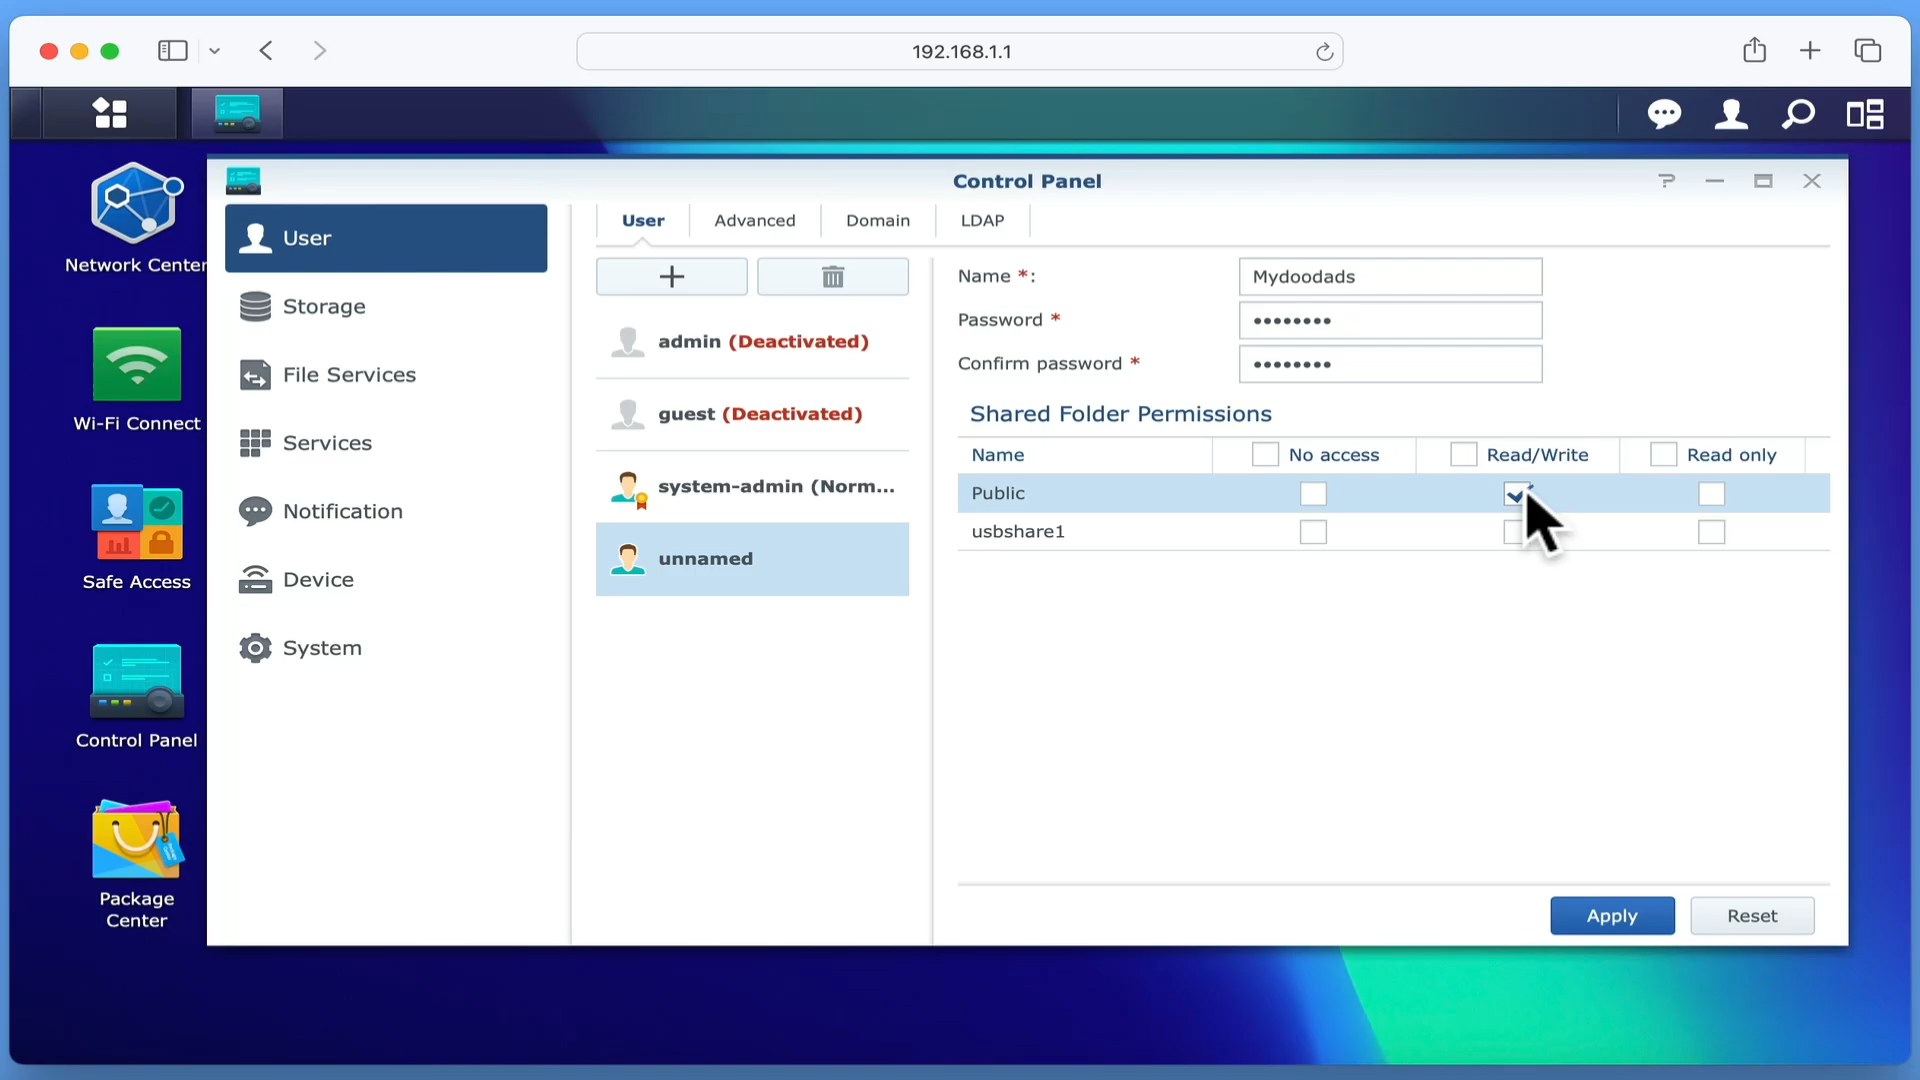 192.168.1.1
Network Center
Wi-Fi Connect
Safe Access
Control Panel
Package
Center
Control Panel
User
Storage
File Services
Services
Notification
Device
System
User
Advanced
Domain
LDAP
admin (Deactivated)
guest (Deactivated)
system-admin (Norm...
unnamed
Name *:
Mydoodads
Password *
••••••••
Confirm password *
••••••••
Shared Folder Permissions
Name
No access
Read/Write
Read only
Public
usbshare1
Apply
Reset